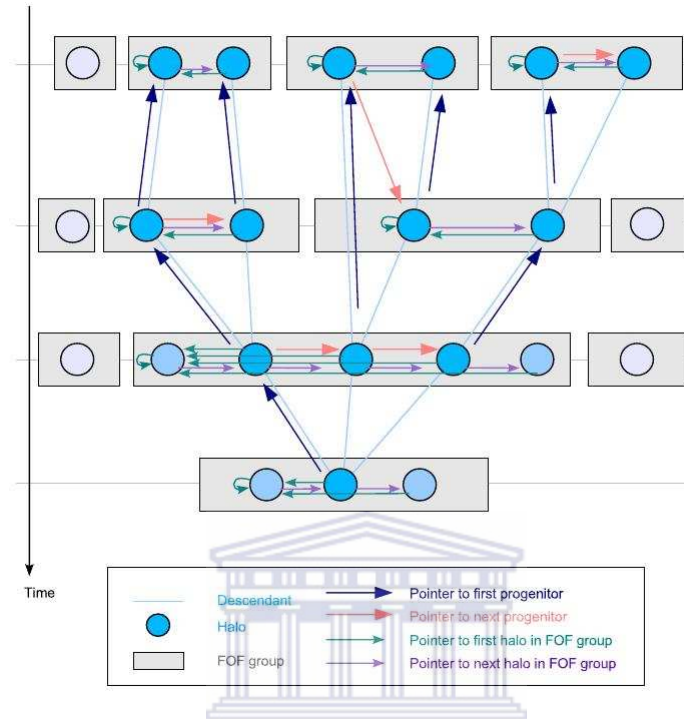 Time
Descendant
Halo
FOF group
Pointer to first progenitor
Pointer to next progenitor
Pointer to first halo in FOF group
Pointer to next halo in FOF group